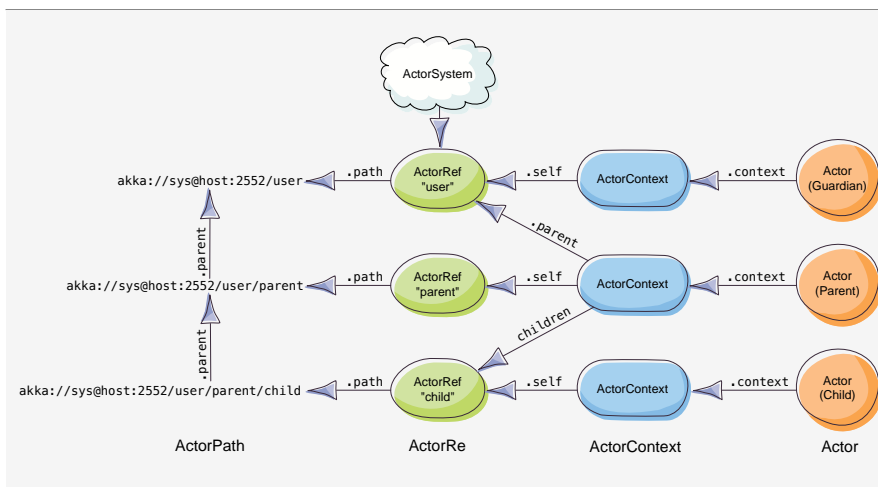 ActorSystem
akka://sys@host:2552/user
.path
ActorRef
"user"
.self
ActorContext
.context
Actor
(Guardian)
.parent
.parent
akka://sys@host:2552/user/parent
.path
ActorRef
"parent"
.self
ActorContext
.context
Actor
(Parent)
.parent
children
akka://sys@host:2552/user/parent/child
.path
ActorRef
"child"
.self
ActorContext
.context
Actor
(Child)
ActorPath
ActorRe
ActorContext
Actor